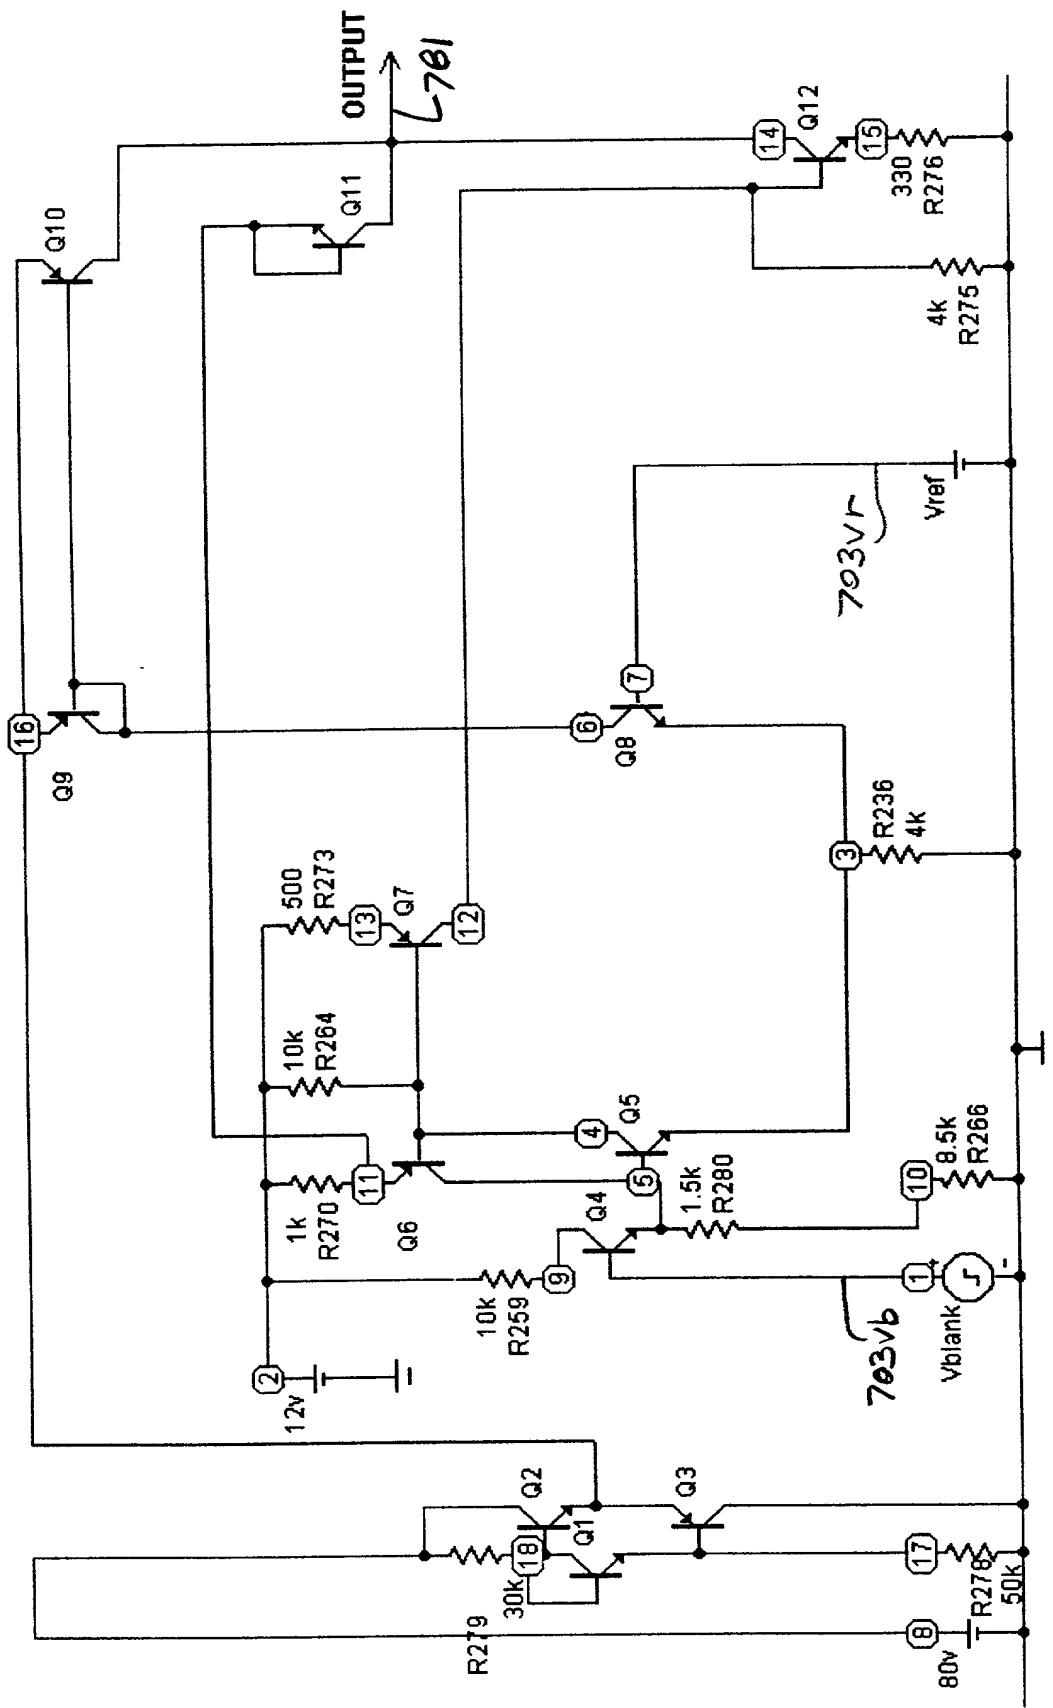 OUTPUT
781
Q10
Q11
14
Q12
15
330
R276
4k
R275
16
Q9
6
Q8
7
703vr
Vref
500
R273
13
Q7
12
3
R236
4k
10k
R264
1k
R270
11
Q6
4
Q5
5
Q4
1.5k
R280
10
8.5k
R266
10k
R259
9
2
12v
703vb
1
+
-
Vblank
Q2
Q1
Q3
18
30k
R279
17
R278
50k
8
80v